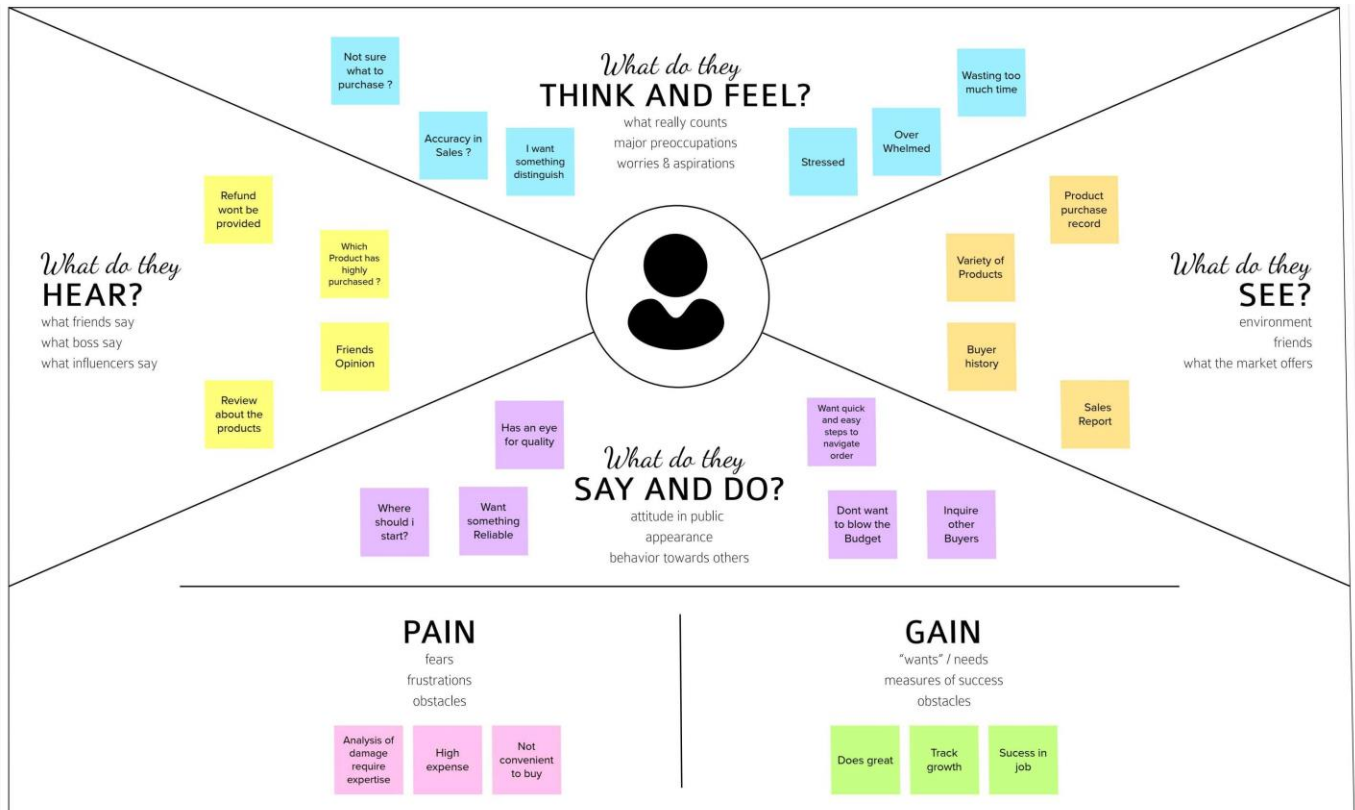 What do they
THINK AND FEEL?
what really counts
major preoccupations
worries & aspirations
Not sure
what to
purchase ?
Accuracy in
Sales ?
I want
something
distinguish
Stressed
Over
Whelmed
Wasting too
much time
What do they
HEAR?
what friends say
what boss say
what influencers say
Refund
wont be
provided
Which
Product has
highly
purchased ?
Friends
Opinion
Review
about the
products
What do they
SEE?
environment
friends
what the market offers
Product
purchase
record
Variety of
Products
Buyer
history
Sales
Report
What do they
SAY AND DO?
attitude in public
appearance
behavior towards others
Has an eye
for quality
Where
should i
start?
Want
something
Reliable
Want quick
and easy
steps to
navigate
order
Dont want
to blow the
Budget
Inquire
other
Buyers
PAIN
fears
frustrations
obstacles
Analysis of
damage
require
expertise
High
expense
Not
convenient
to buy
GAIN
“wants” / needs
measures of success
obstacles
Does great
Track
growth
Sucess in
job